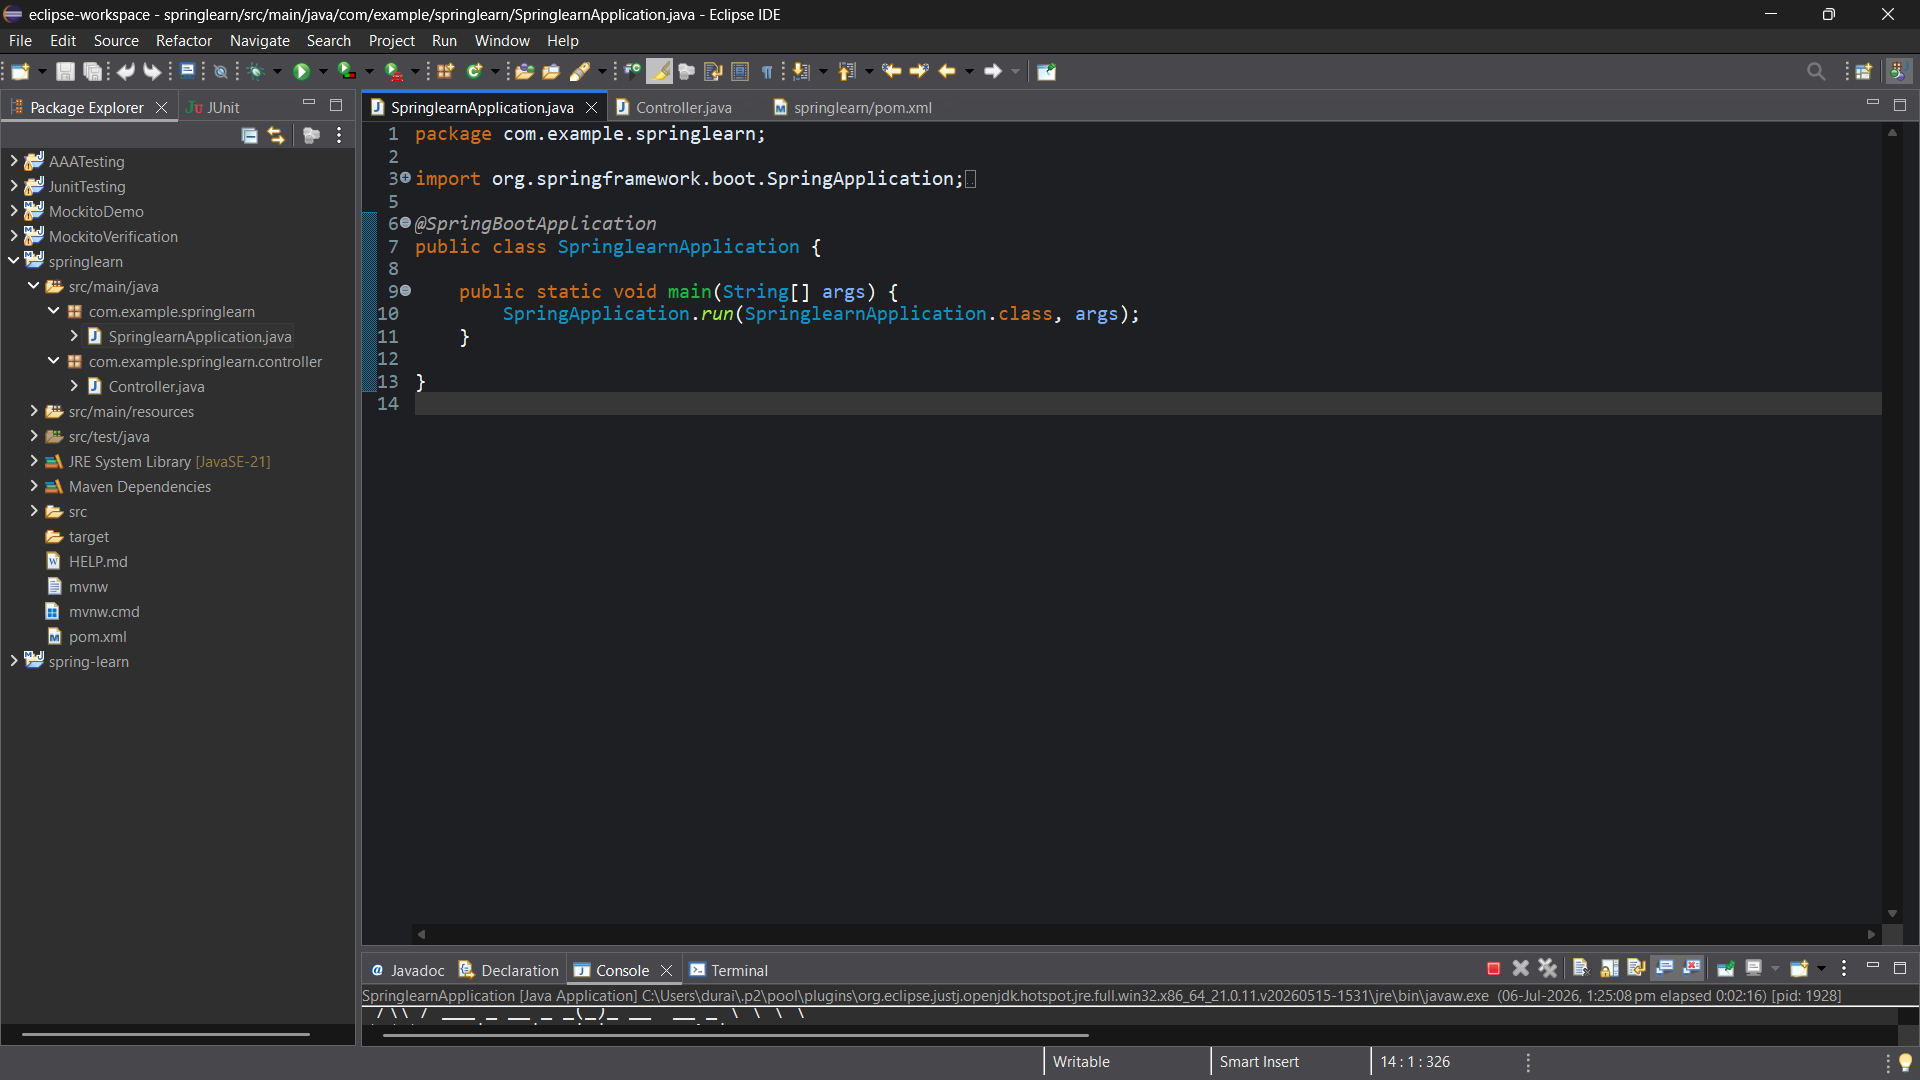 eclipse-workspace - springlearn/src/main/java/com/example/springlearn/SpringlearnApplication.java - Eclipse IDE
File Edit Source Refactor Navigate Search Project Run Window Help
Package Explorer JUnit
SpringlearnApplication.java Controller.java springlearn/pom.xml
AAATesting
JunitTesting
MockitoDemo
MockitoVerification
springlearn
src/main/java
com.example.springlearn
SpringlearnApplication.java
com.example.springlearn.controller
Controller.java
src/main/resources
src/test/java
JRE System Library [JavaSE-21]
Maven Dependencies
src
target
HELP.md
mvnw
mvnw.cmd
pom.xml
spring-learn
1 package com.example.springlearn;
2
3 import org.springframework.boot.SpringApplication;
5
6 @SpringBootApplication
7 public class SpringlearnApplication {
8
9 public static void main(String[] args) {
10 SpringApplication.run(SpringlearnApplication.class, args);
11 }
12
13 }
14
Javadoc Declaration Console Terminal
SpringlearnApplication [Java Application] C:\Users\durai\.p2\pool\plugins\org.eclipse.justj.openjdk.hotspot.jre.full.win32.x86_64_21.0.11.v20260515-1531\jre\bin\javaw.exe (06-Jul-2026, 1:25:08 pm elapsed 0:02:16) [pid: 1928]
Writable Smart Insert 14 : 1 : 326